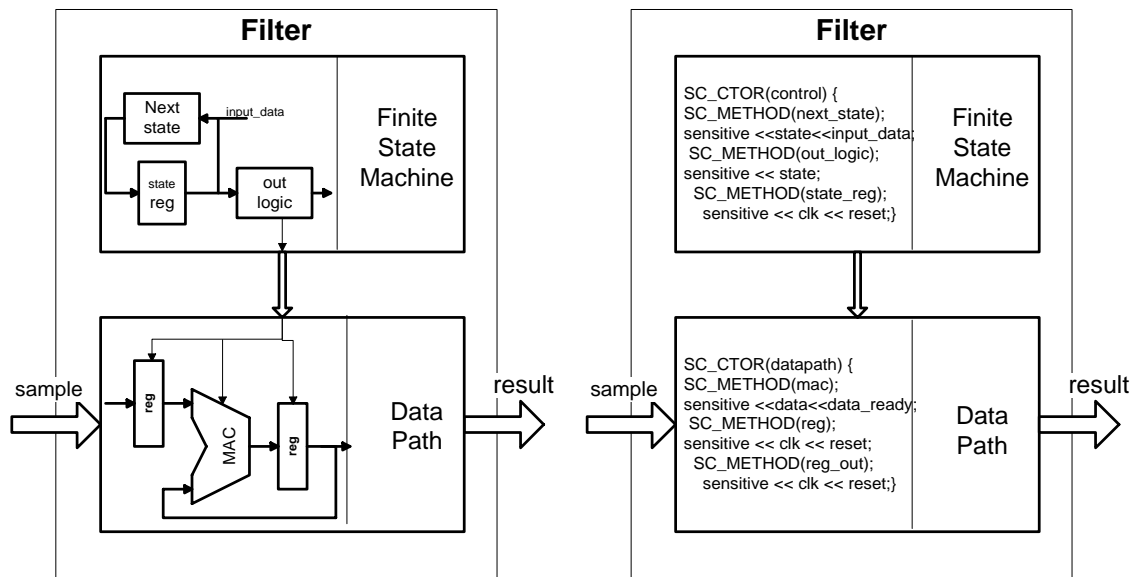 Filter
Next
state
input_data
state
reg
out
logic
Finite
State
Machine
sample
reg
MAC
reg
Data
Path
result
Filter
SC_CTOR(control) {
SC_METHOD(next_state);
sensitive <<state<<input_data;
SC_METHOD(out_logic);
sensitive << state;
SC_METHOD(state_reg);
sensitive << clk << reset;}
Finite
State
Machine
sample
SC_CTOR(datapath) {
SC_METHOD(mac);
sensitive <<data<<data_ready;
SC_METHOD(reg);
sensitive << clk << reset;
SC_METHOD(reg_out);
sensitive << clk << reset;}
Data
Path
result